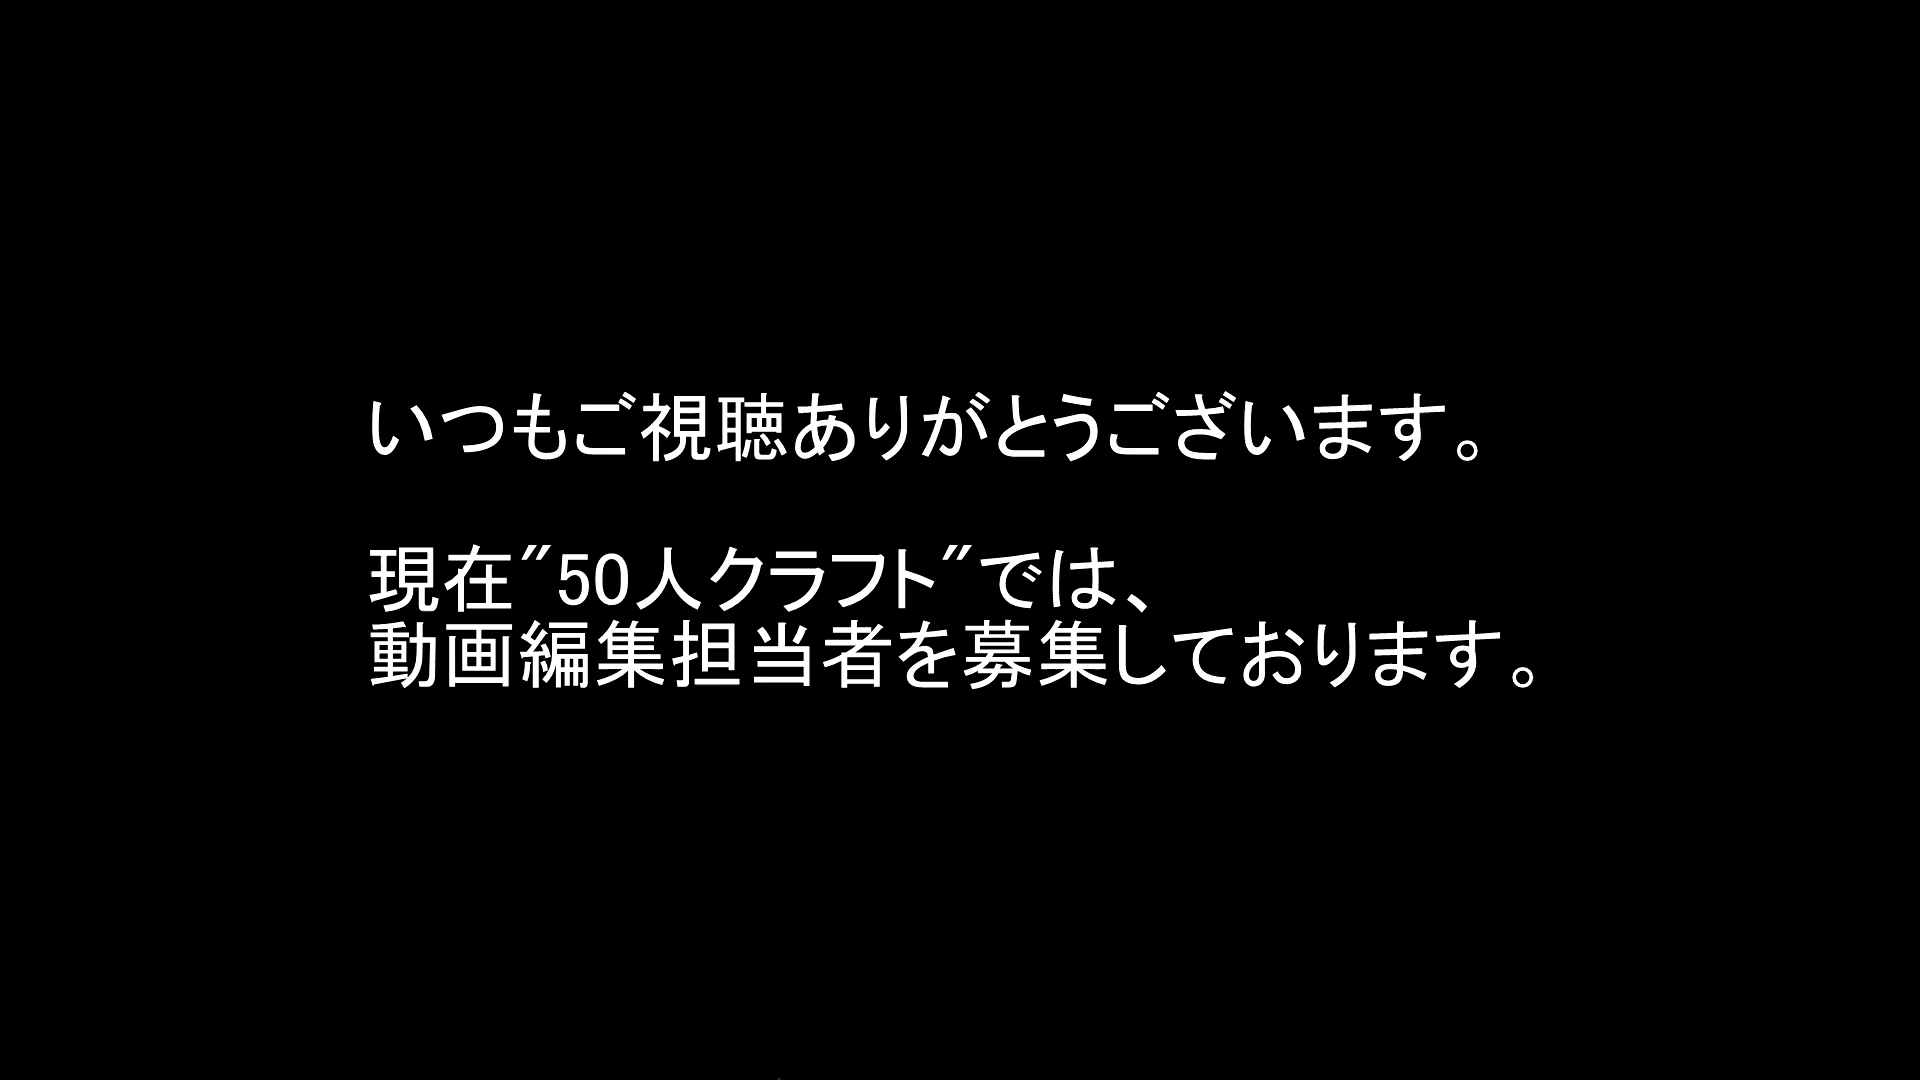 いつもご視聴ありがとうございます。
現在"50人クラフト"では、
動画編集担当者を募集しております。